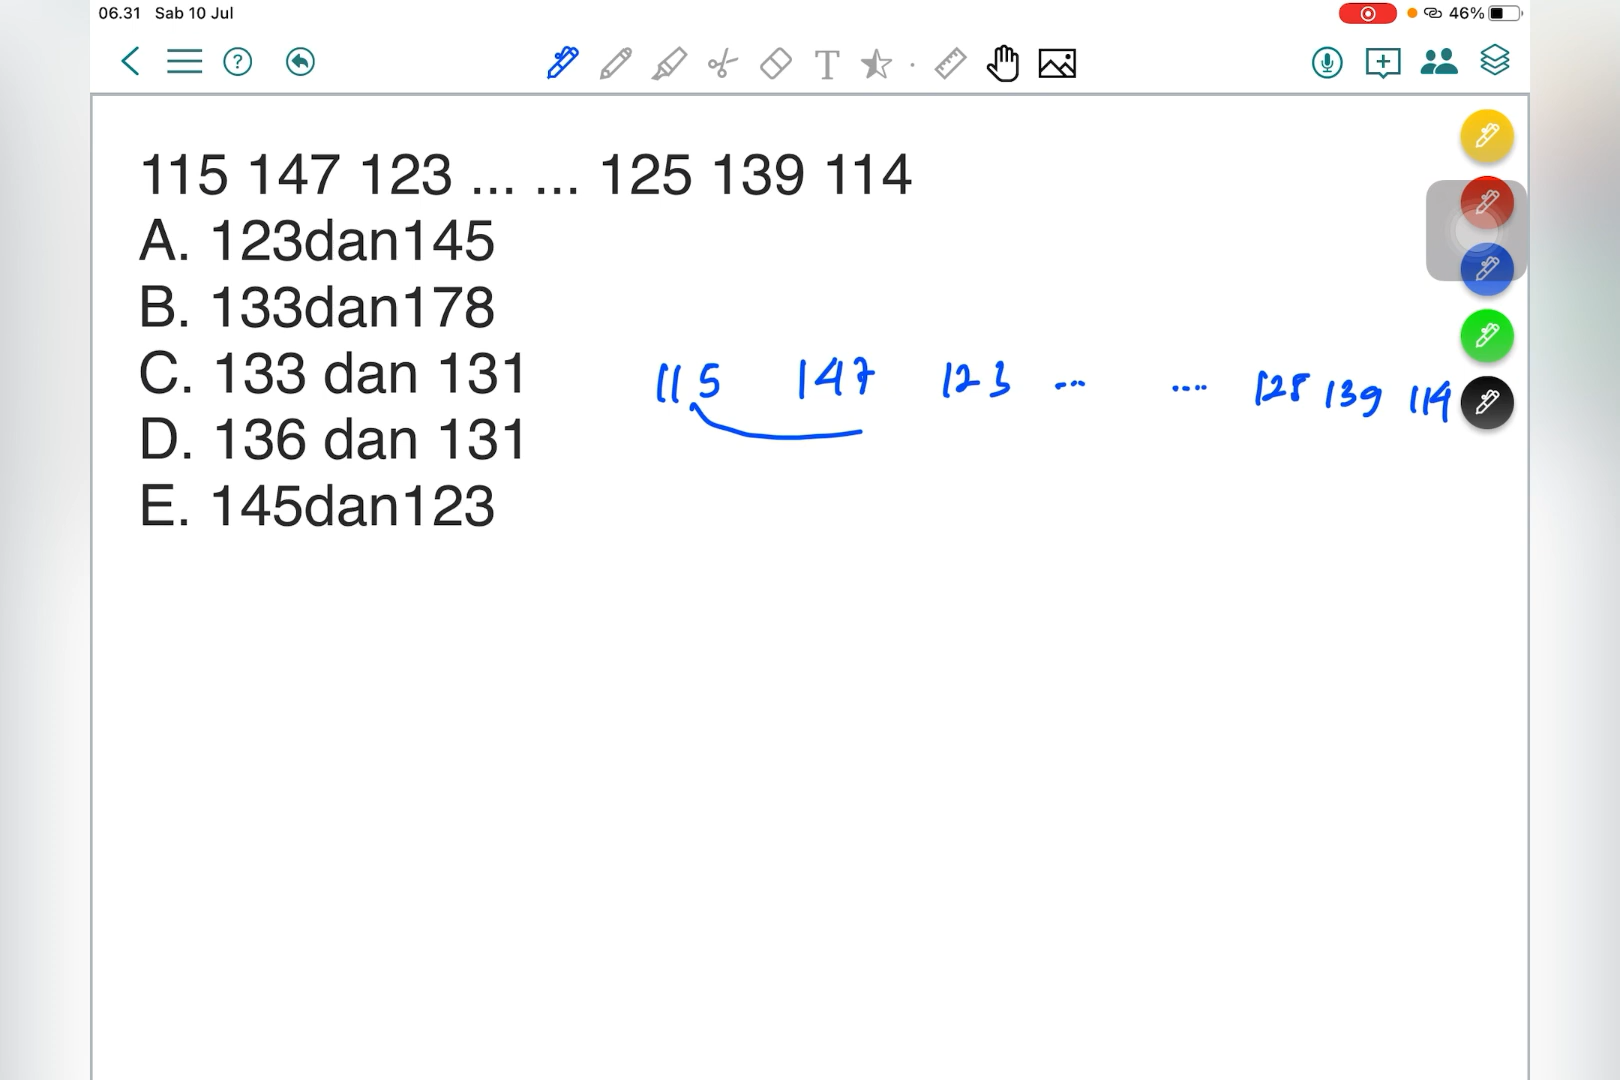 06.31 Sab 10 Jul
46%
?
T
115 147 123 ... ... 125 139 114
A. 123dan145
B. 133dan178
C. 133 dan 131
D. 136 dan 131
E. 145dan123
115 147 123 ... .... 128 139 114